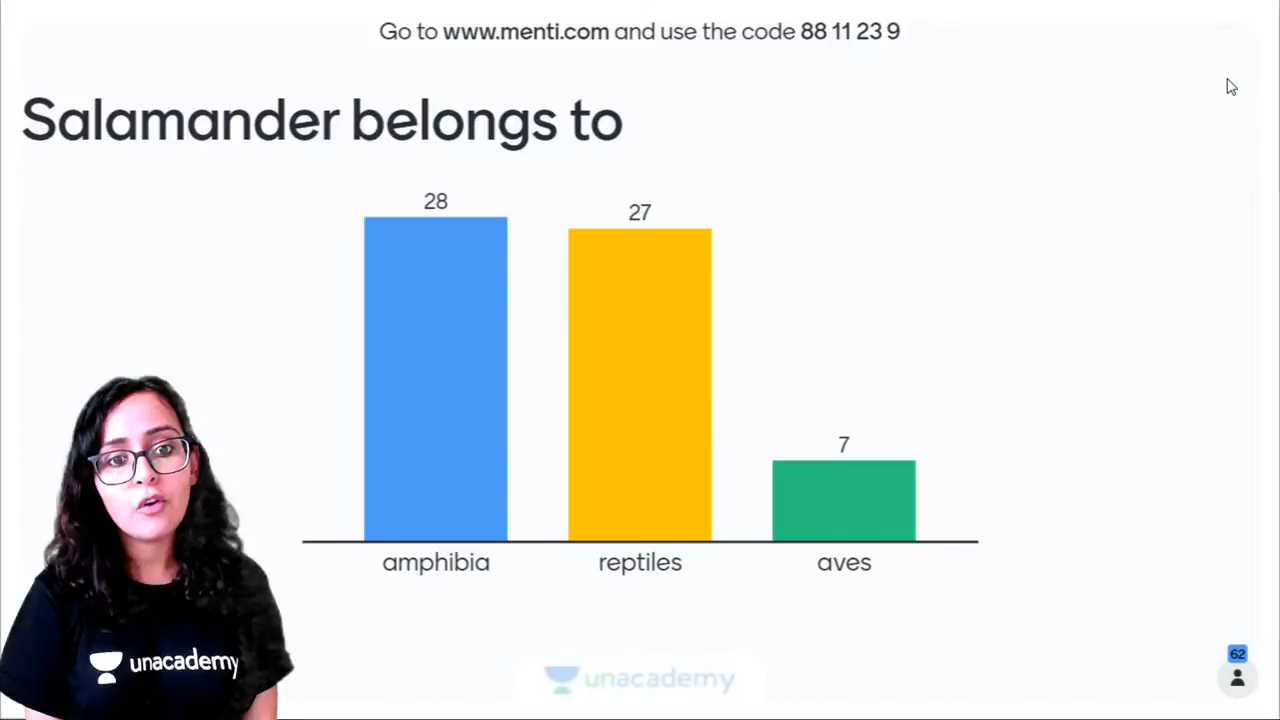 Go to www.menti.com and use the code 88 11 23 9
Salamander belongs to
28
27
7
amphibia
reptiles
aves
unacademy
62
unacademy